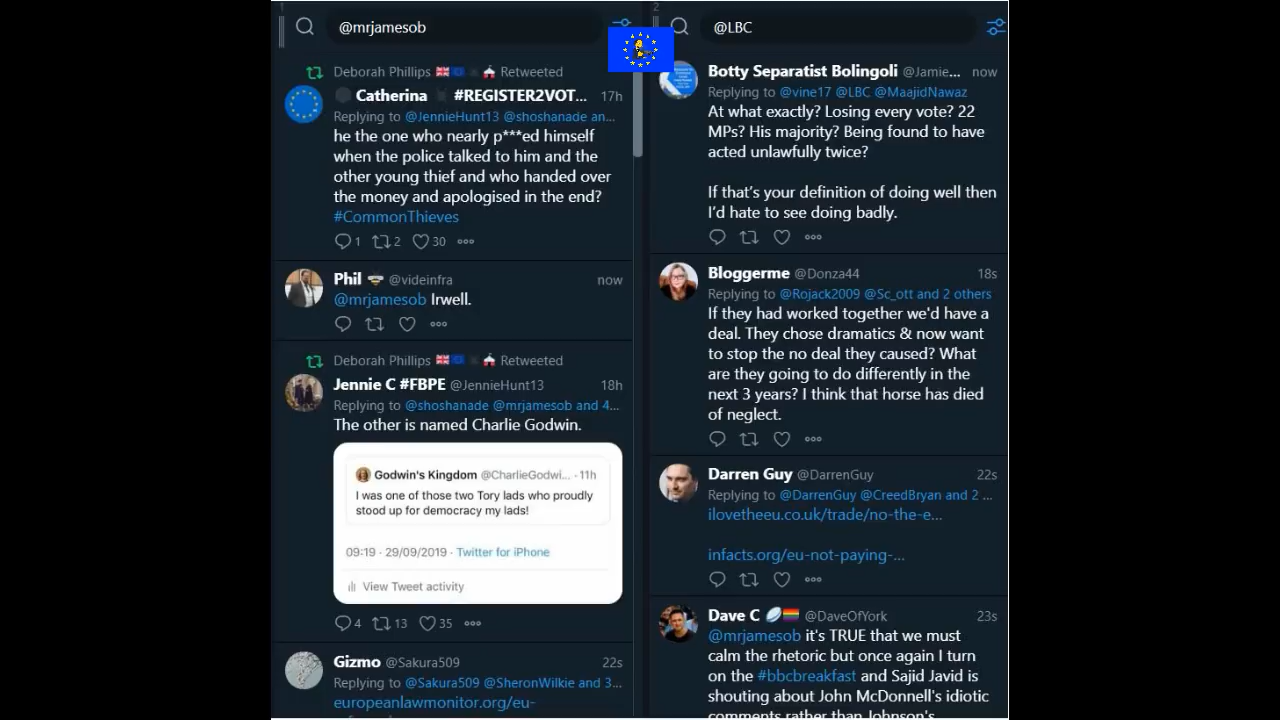 1
@mrjamesob
Deborah Phillips Retweeted
Catherina #REGISTER2VOT... 17h
Replying to @JennieHunt13 @shoshanade an...
he the one who nearly p***ed himself
when the police talked to him and the
other young thief and who handed over
the money and apologised in the end?
#CommonThieves
1 2 30
Phil @videinfra now
@mrjamesob Irwell.
Deborah Phillips Retweeted
Jennie C #FBPE @JennieHunt13 18h
Replying to @shoshanade @mrjamesob and 4...
The other is named Charlie Godwin.
Godwin's Kingdom @CharlieGodwi... · 11h
I was one of those two Tory lads who proudly
stood up for democracy my lads!
09:19 · 29/09/2019 · Twitter for iPhone
View Tweet activity
4 13 35
Gizmo @Sakura509 22s
Replying to @Sakura509 @SheronWilkie and 3...
europeanlawmonitor.org/eu-
2
@LBC
Botty Separatist Bolingoli @Jamie... now
Replying to @vine17 @LBC @MaajidNawaz
At what exactly? Losing every vote? 22
MPs? His majority? Being found to have
acted unlawfully twice?
If that's your definition of doing well then
I'd hate to see doing badly.
Bloggerme @Donza44 18s
Replying to @Rojack2009 @Sc_ott and 2 others
If they had worked together we'd have a
deal. They chose dramatics & now want
to stop the no deal they caused? What
are they going to do differently in the
next 3 years? I think that horse has died
of neglect.
Darren Guy @DarrenGuy 22s
Replying to @DarrenGuy @CreedBryan and 2 ...
ilovetheeu.co.uk/trade/no-the-e...
infacts.org/eu-not-paying-...
Dave C @DaveOfYork 23s
@mrjamesob it's TRUE that we must
calm the rhetoric but once again I turn
on the #bbcbreakfast and Sajid Javid is
shouting about John McDonnell's idiotic
comments rather than Johnson's